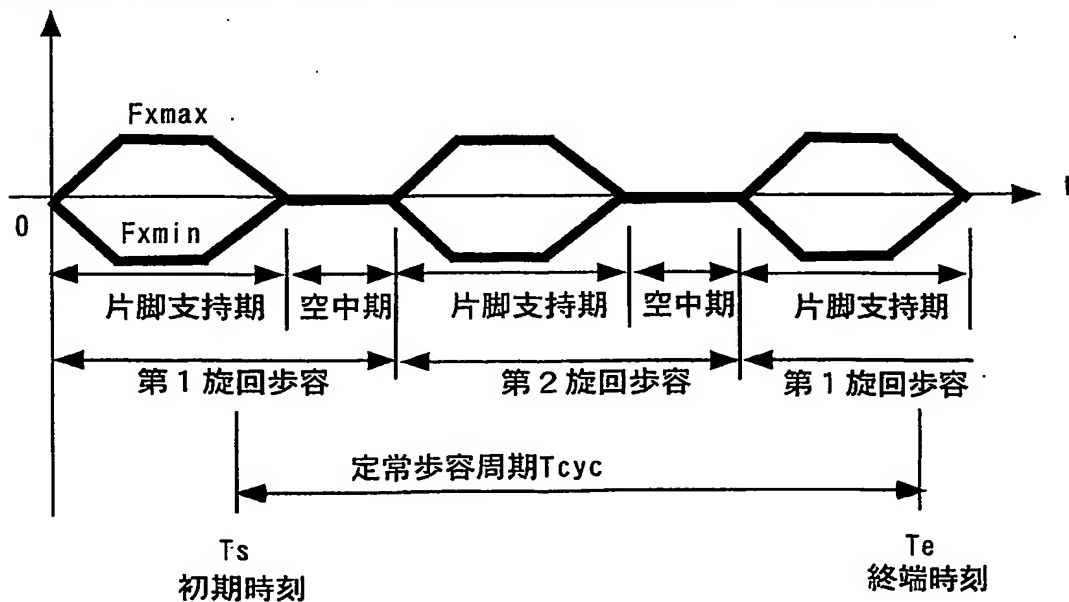 Fxmax
t
0
Fxmin
片脚支持期 空中期 片脚支持期 空中期 片脚支持期
第1旋回歩容 第2旋回歩容 第1旋回歩容
定常歩容周期Tcyc
Ts Te
初期時刻 終端時刻